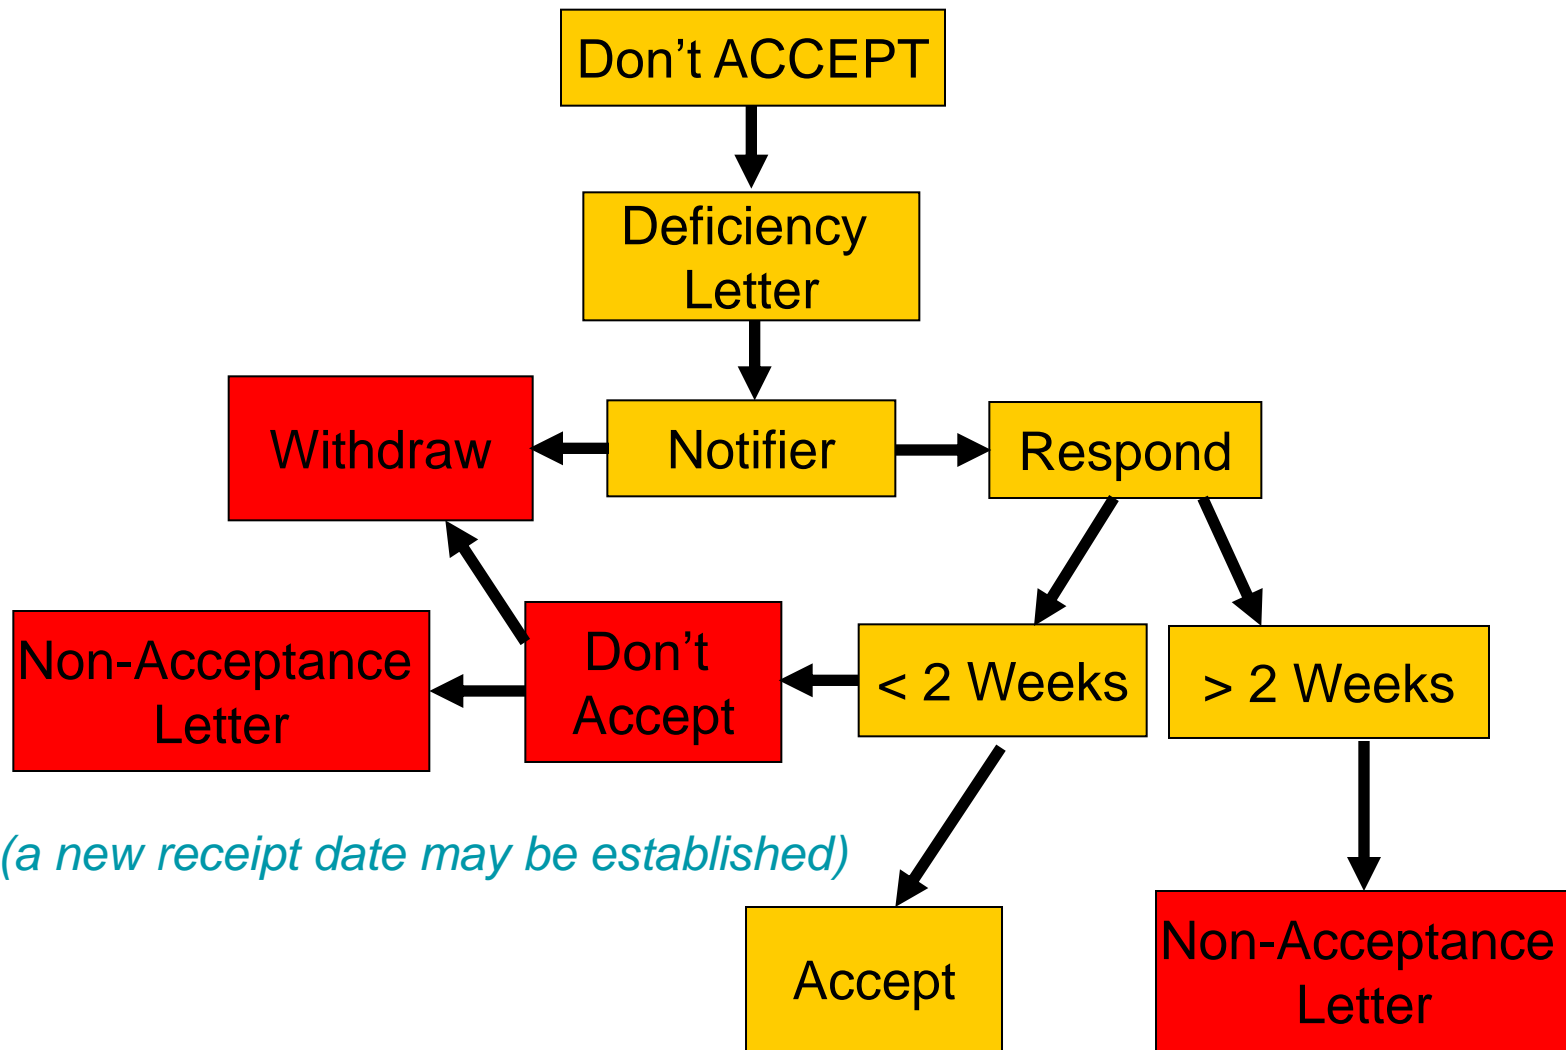 Don’t ACCEPT
Deficiency
Letter
Withdraw
Notifier
Respond
Non-Acceptance
Letter
Don’t
Accept
< 2 Weeks
> 2 Weeks
(a new receipt date may be established)
Accept
Non-Acceptance
Letter